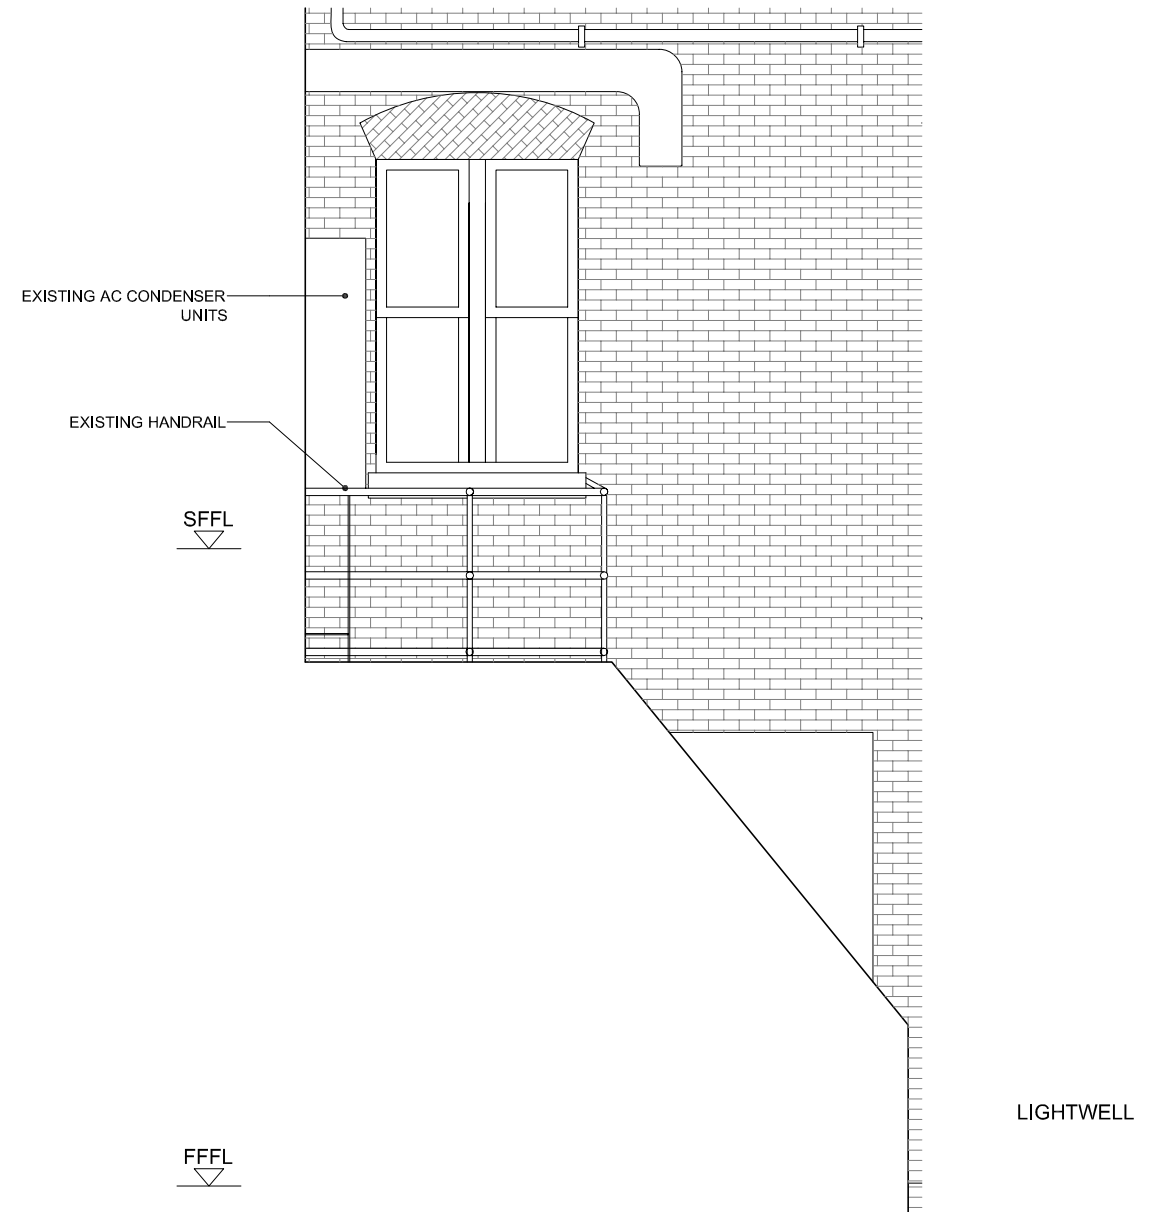 EXISTING AC CONDENSER
UNITS
EXISTING HANDRAIL
SFFL
LIGHTWELL
FFFL